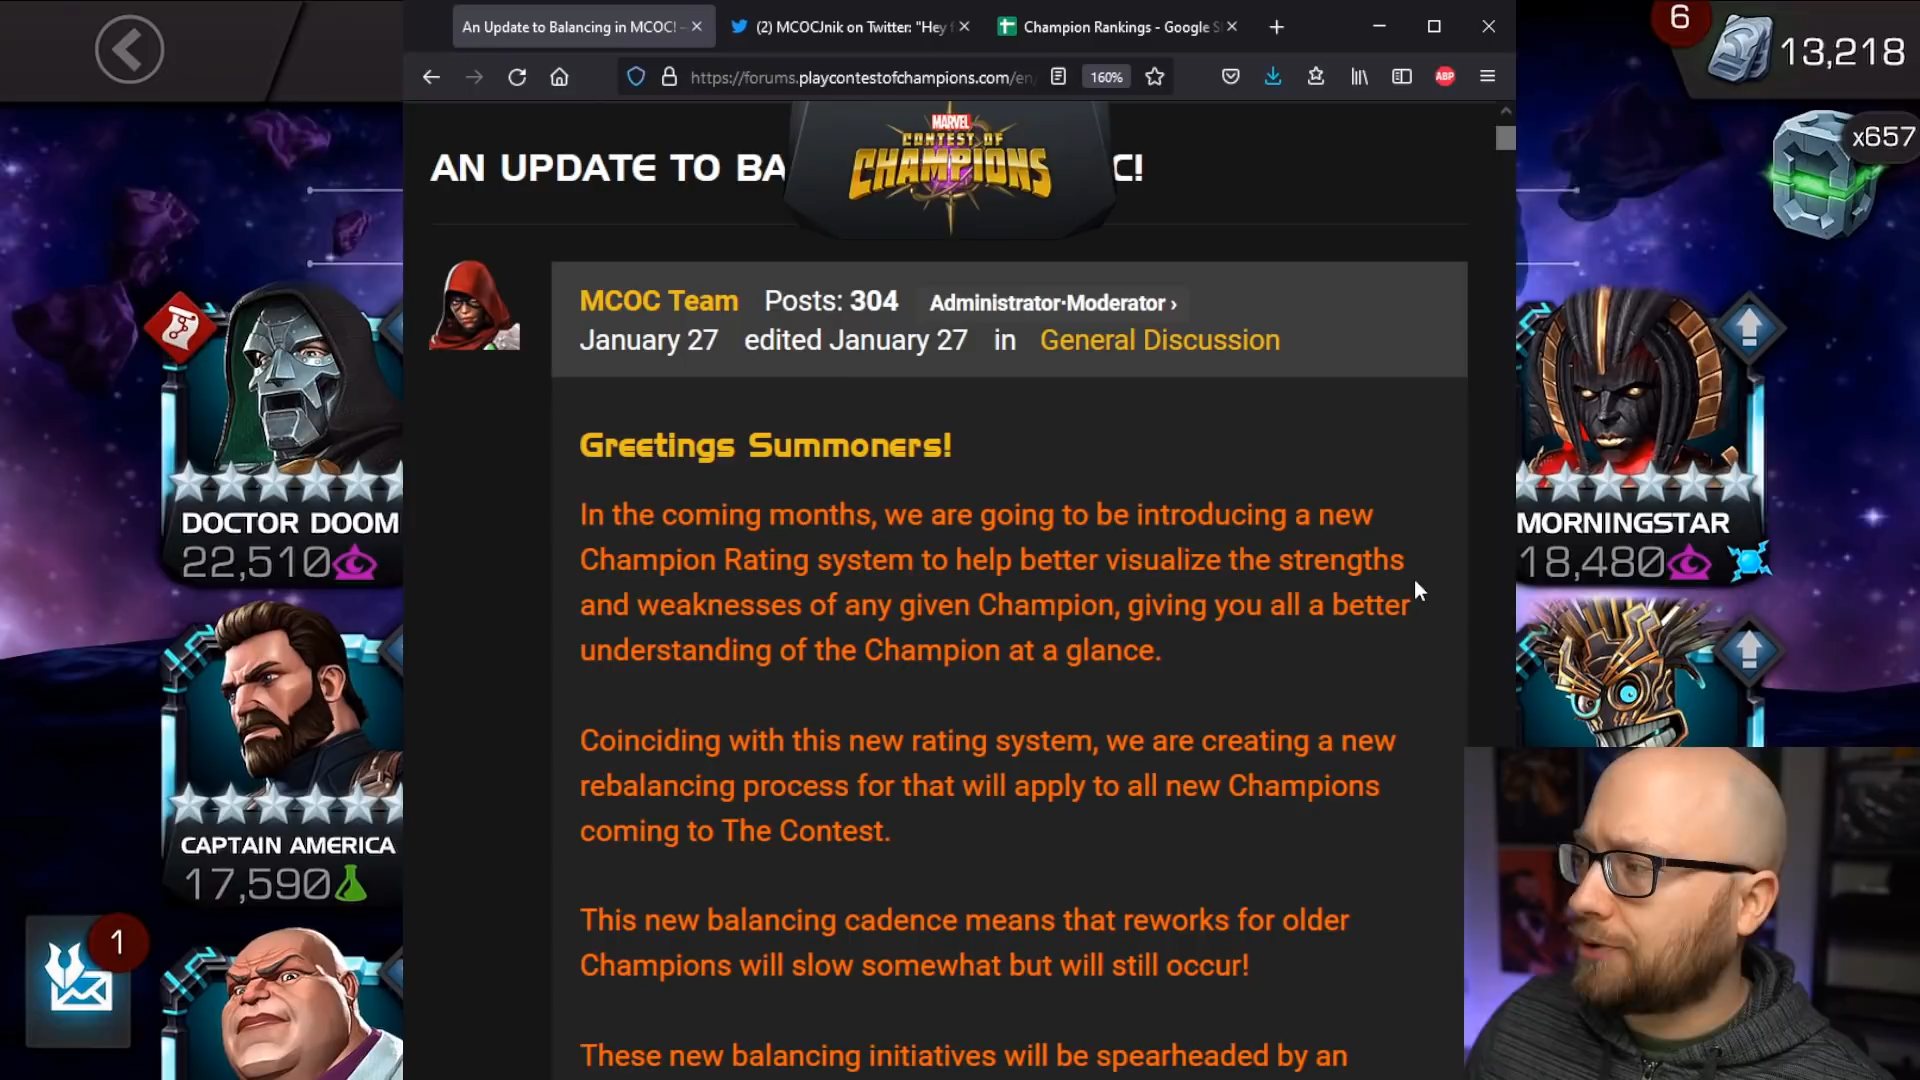 An Update to Balancing in MCOC! -
(2) MCOCJnik on Twitter: "Hey
Champion Rankings - Google S
https://forums.playcontestofchampions.com/en
160%
ABP
6
13,218
x657
MARVEL
CONTEST OF
CHAMPIONS
AN UPDATE TO BA C!
MCOC Team Posts: 304 Administrator·Moderator ›
January 27 edited January 27 in General Discussion
Greetings Summoners!
In the coming months, we are going to be introducing a new
Champion Rating system to help better visualize the strengths
and weaknesses of any given Champion, giving you all a better
understanding of the Champion at a glance.
Coinciding with this new rating system, we are creating a new
rebalancing process for that will apply to all new Champions
coming to The Contest.
This new balancing cadence means that reworks for older
Champions will slow somewhat but will still occur!
These new balancing initiatives will be spearheaded by an
DOCTOR DOOM
22,510
CAPTAIN AMERICA
17,590
1
MORNINGSTAR
18,480